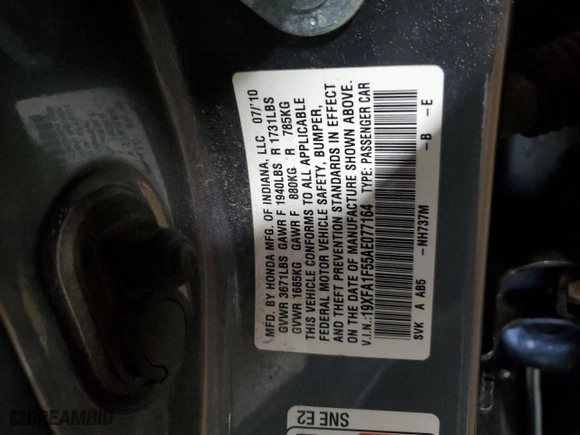 MFD. BY HONDA MFG. OF INDIANA, LLC 07/'10
GVWR 3671LBS GAWR F 1940LBS R 1731LBS
GVWR 1665KG GAWR F 880KG R 785KG
THIS VEHICLE CONFORMS TO ALL APPLICABLE
FEDERAL MOTOR VEHICLE SAFETY, BUMPER,
AND THEFT PREVENTION STANDARDS IN EFFECT
ON THE DATE OF MANUFACTURE SHOWN ABOVE.
V.I.N.:19XFA1F55AE077164 TYPE: PASSENGER CAR
SVK A AB5 -NH737M -B -E
SNE E2
DREAMBID